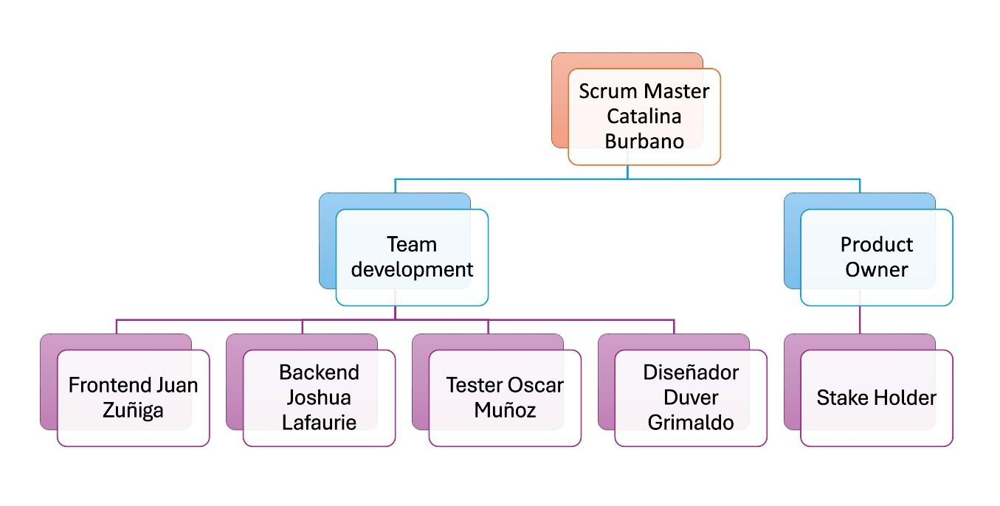 Scrum Master
Catalina
Burbano
Team
development
Product
Owner
Frontend Juan
Zuñiga
Backend
Joshua
Lafaurie
Tester Oscar
Muñoz
Diseñador
Duver
Grimaldo
Stake Holder